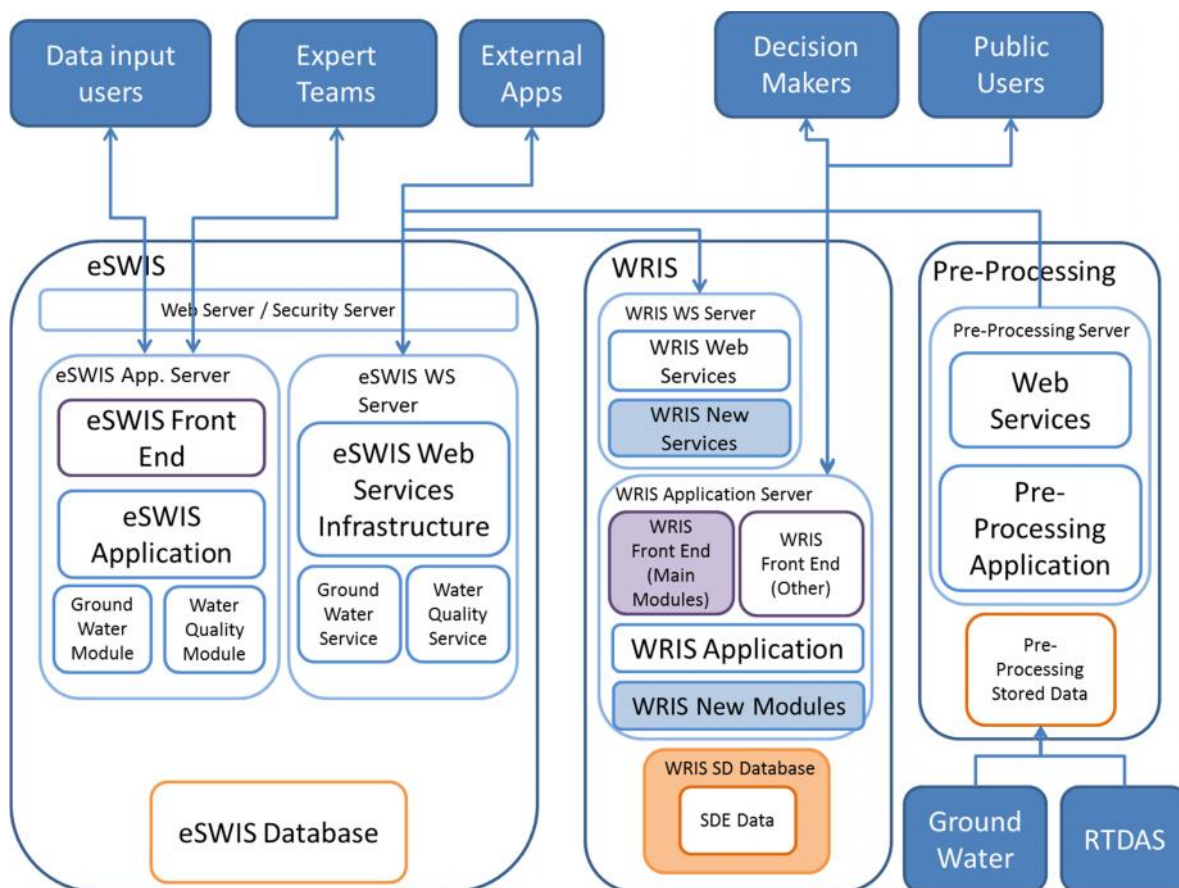 Data input
users
Expert
Teams
External
Apps
Decision
Makers
Public
Users
eSWIS
Web Server / Security Server
eSWIS App. Server
eSWIS Front
End
eSWIS
Application
Ground
Water
Module
Water
Quality
Module
eSWIS WS
Server
eSWIS Web
Services
Infrastructure
Ground
Water
Service
Water
Quality
Service
eSWIS Database
WRIS
WRIS WS Server
WRIS Web
Services
WRIS New
Services
WRIS Application Server
WRIS
Front End
(Main
Modules)
WRIS
Front End
(Other)
WRIS Application
WRIS New Modules
WRIS SD Database
SDE Data
Pre-Processing
Pre-Processing Server
Web
Services
Pre-
Processing
Application
Pre-
Processing
Stored Data
Ground
Water
RTDAS